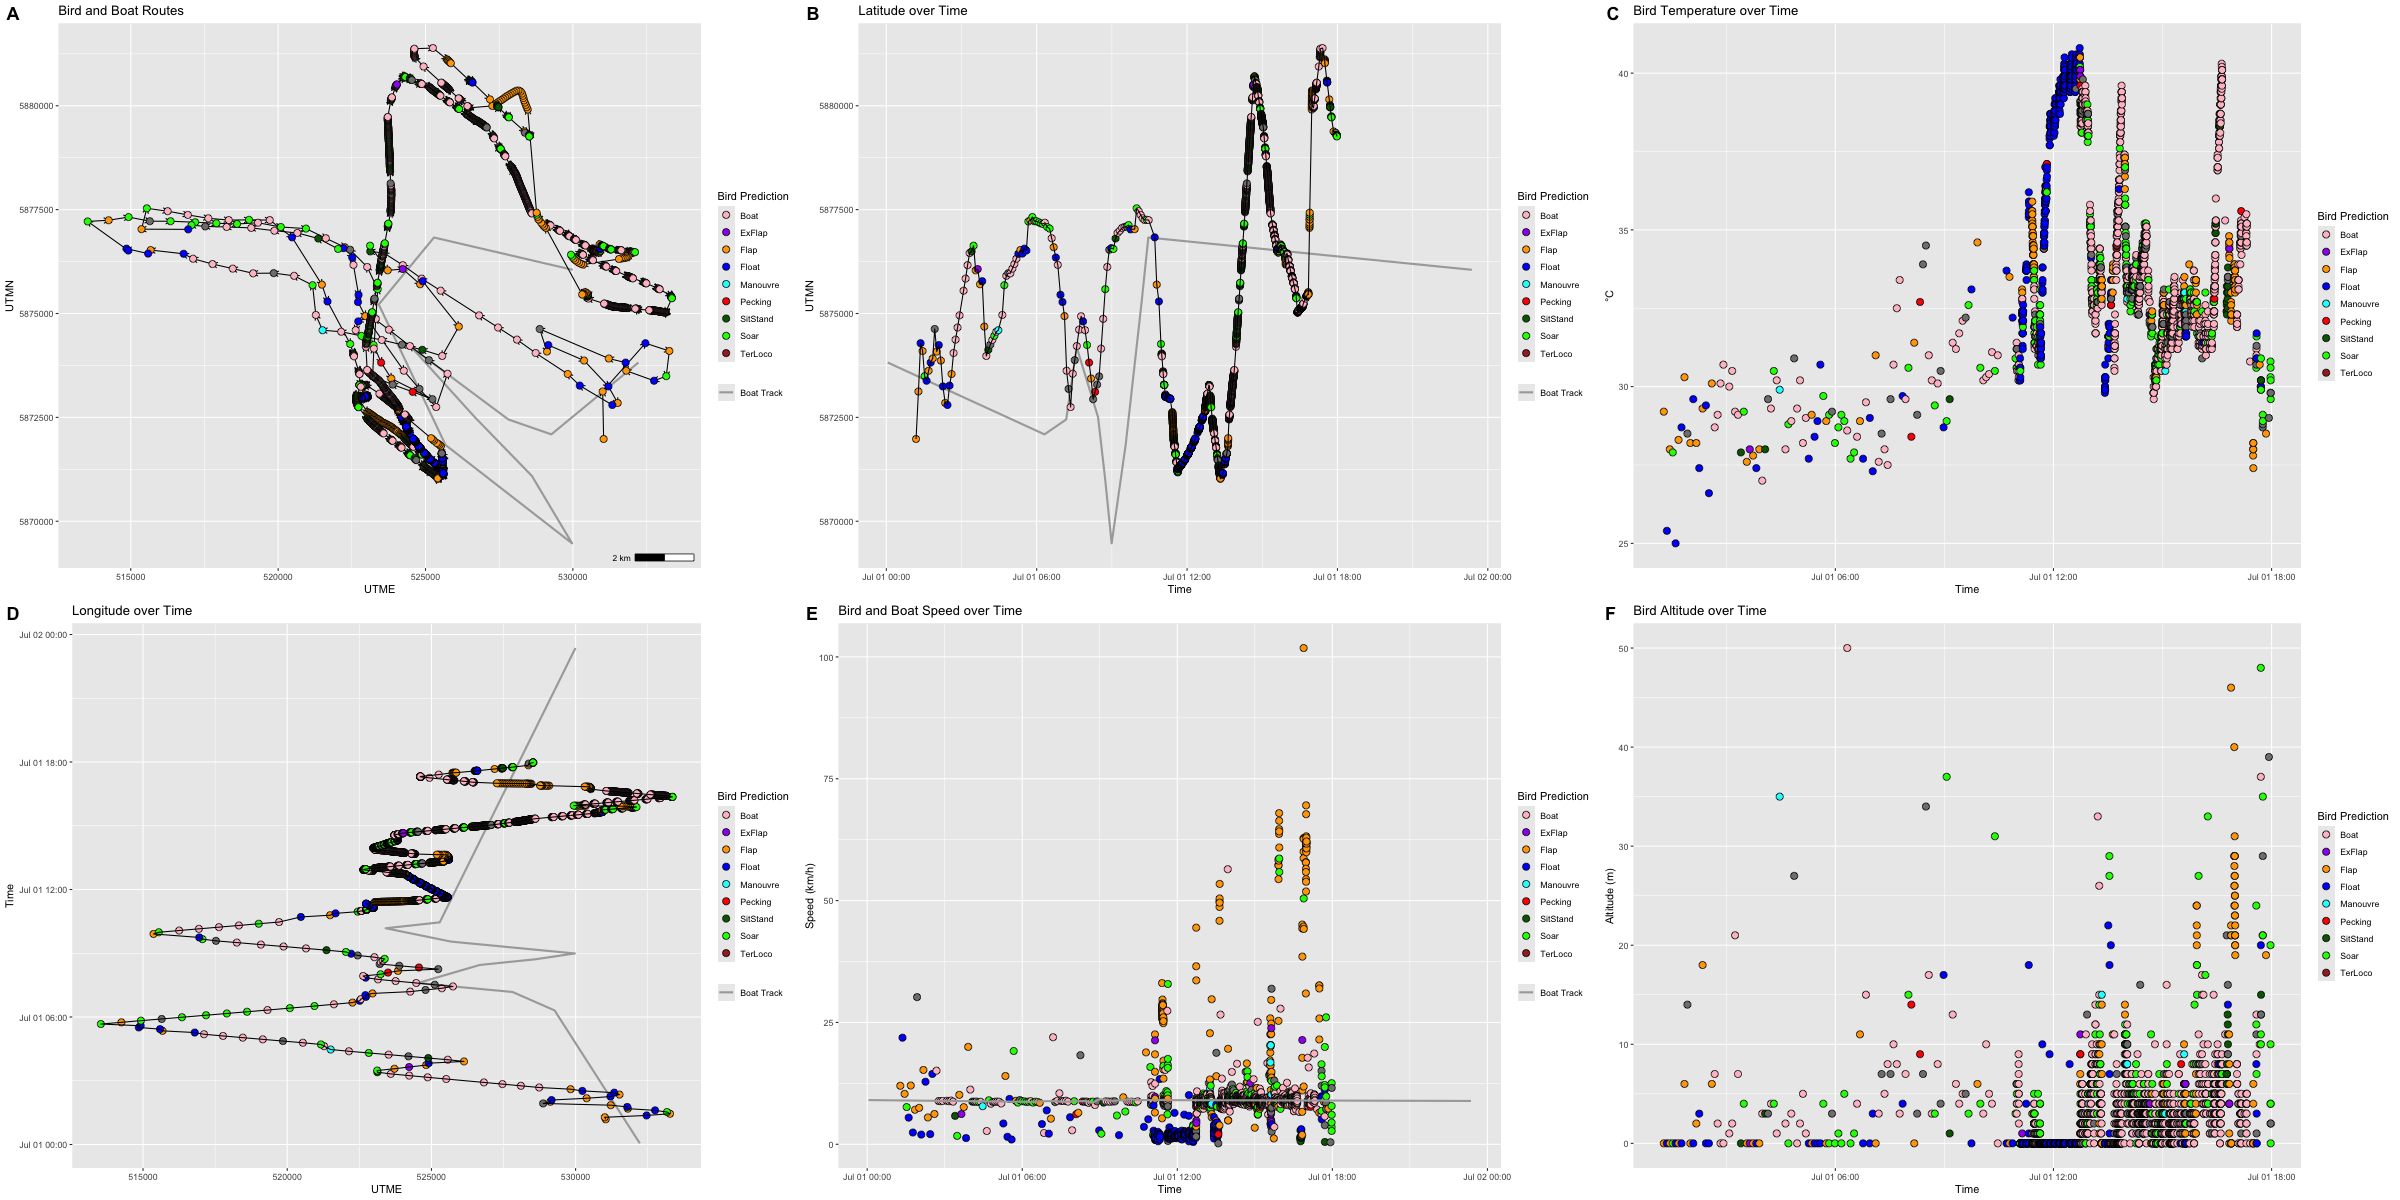 A
Bird and Boat Routes
5880000
5877500
5875000
5872500
5870000
UTMN
515000
520000
525000
530000
UTME
2 km
Bird Prediction
Boat
ExFlap
Flap
Float
Manouvre
Pecking
SitStand
Soar
TerLoco
Boat Track
B
Latitude over Time
5880000
5877500
5875000
5872500
5870000
UTMN
Jul 01 00:00
Jul 01 06:00
Jul 01 12:00
Jul 01 18:00
Jul 02 00:00
Time
Bird Prediction
Boat
ExFlap
Flap
Float
Manouvre
Pecking
SitStand
Soar
TerLoco
Boat Track
C
Bird Temperature over Time
40
35
30
25
°C
Jul 01 06:00
Jul 01 12:00
Jul 01 18:00
Time
Bird Prediction
Boat
ExFlap
Flap
Float
Manouvre
Pecking
SitStand
Soar
TerLoco
D
Longitude over Time
Jul 02 00:00
Jul 01 18:00
Jul 01 12:00
Jul 01 06:00
Jul 01 00:00
Time
515000
520000
525000
530000
UTME
Bird Prediction
Boat
ExFlap
Flap
Float
Manouvre
Pecking
SitStand
Soar
TerLoco
Boat Track
E
Bird and Boat Speed over Time
100
75
50
25
0
Speed (km/h)
Jul 01 00:00
Jul 01 06:00
Jul 01 12:00
Jul 01 18:00
Jul 02 00:00
Time
Bird Prediction
Boat
ExFlap
Flap
Float
Manouvre
Pecking
SitStand
Soar
TerLoco
Boat Track
F
Bird Altitude over Time
50
40
30
20
10
0
Altitude (m)
Jul 01 06:00
Jul 01 12:00
Jul 01 18:00
Time
Bird Prediction
Boat
ExFlap
Flap
Float
Manouvre
Pecking
SitStand
Soar
TerLoco